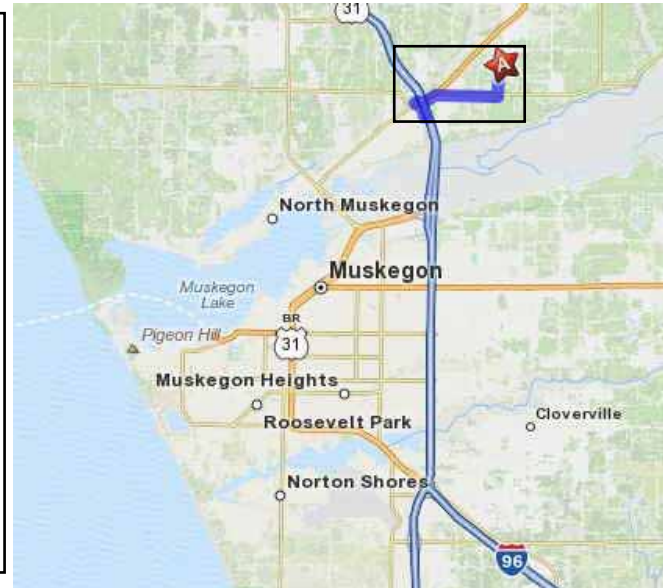 31
A
North Muskegon
Muskegon
Muskegon
Lake
BR
31
Pigeon Hill
Muskegon Heights
Cloverville
Roosevelt Park
Norton Shores
96